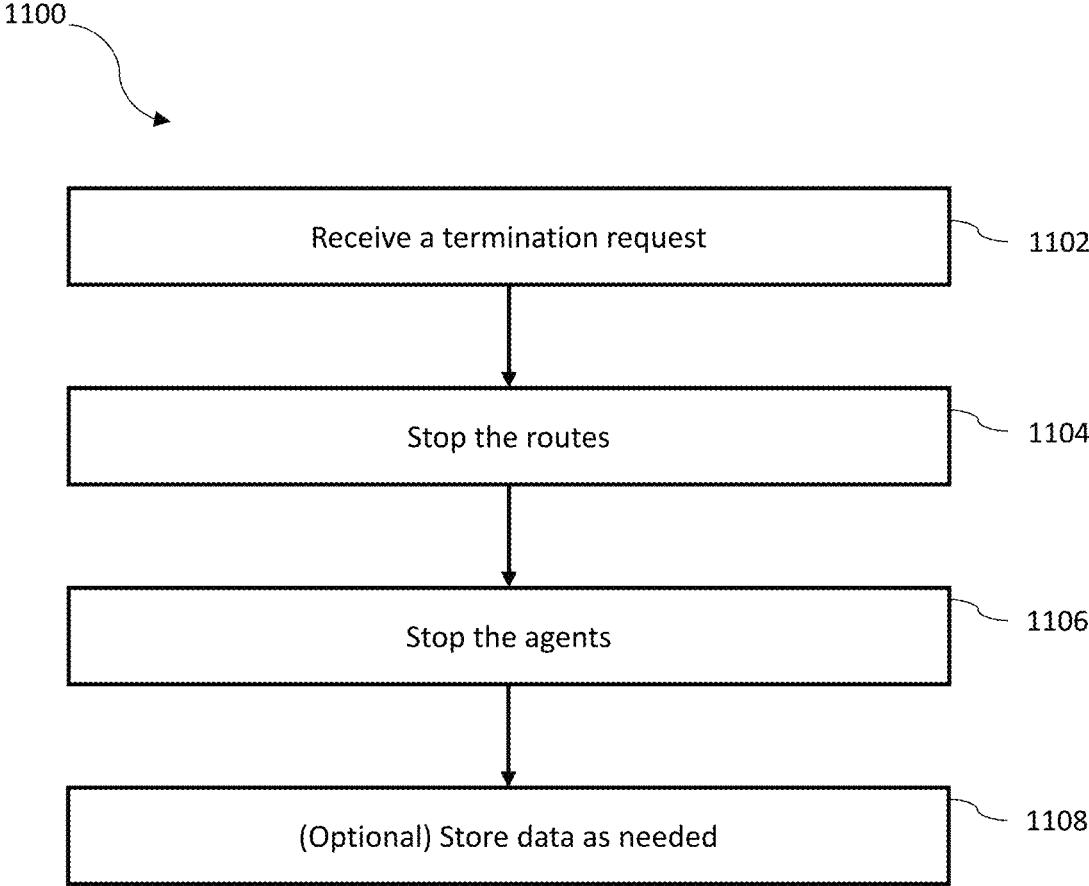 1100
Receive a termination request
1102
Stop the routes
1104
Stop the agents
1106
(Optional) Store data as needed
1108